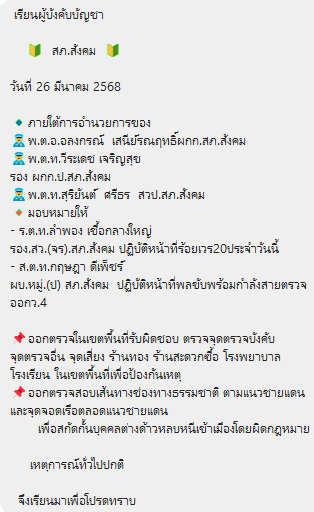 เรียนผู้บังคับบัญชา
🔰 สภ.สังคม 🔰
วันที่ 26 มีนาคม 2568
🔹ภายใต้การอำนวยการของ
👮พ.ต.อ.อลงกรณ์ เสนีย์รณฤทธิ์ผกก.สภ.สังคม
👮พ.ต.ท.วีระเดช เจริญสุข
รอง ผกก.ป.สภ.สังคม
👮พ.ต.ท.สุริยันต์ ศรีธร สวป.สภ.สังคม
🔸มอบหมายให้
- ร.ต.ท.ลำพอง เชื้อกลางใหญ่
รอง.สว.(จร).สภ.สังคม ปฏิบัติหน้าที่ร้อยเวร20ประจำวันนี้
- ส.ต.ท.กฤษฎา ดีเพ็ชร์
ผบ.หมู่.(ป) สภ.สังคม ปฏิบัติหน้าที่พลขับพร้อมกำลังสายตรวจ
ออกว.4
📌ออกตรวจในเขตพื้นที่รับผิดชอบ ตรวจจุดตรวจบังคับ
จุดตรวจอื่น จุดเสี่ยง ร้านทอง ร้านสะดวกซื้อ โรงพยาบาล
โรงเรียน ในเขตพื้นที่เพื่อป้องกันเหตุ
📌ออกตรวจสอบเส้นทางช่องทางธรรมชาติ ตามแนวชายแดน
และจุดจอดเรือตลอดแนวชายแดน
เพื่อสกัดกั้นบุคคลต่างด้าวหลบหนีเข้าเมืองโดยผิดกฎหมาย
เหตุการณ์ทั่วไปปกติ
จึงเรียนมาเพื่อโปรดทราบ